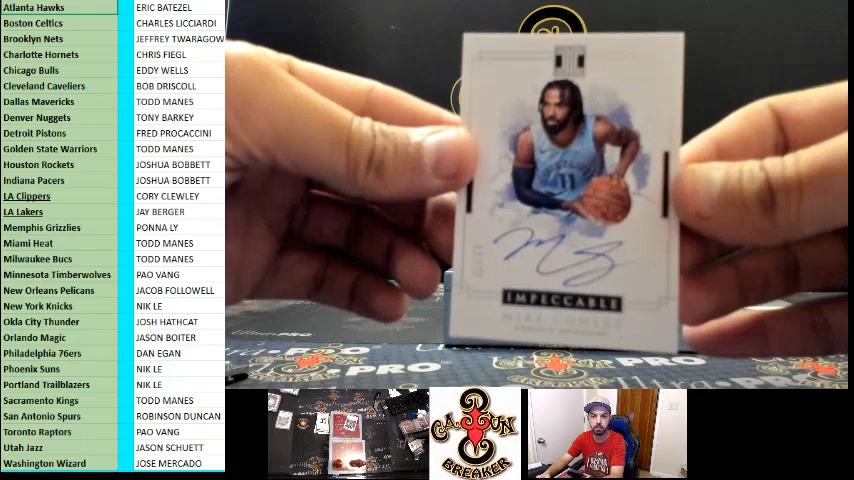 Atlanta Hawks ERIC BATEZEL
Boston Celtics CHARLES LICCIARDI
Brooklyn Nets JEFFREY TWARAGOW
Charlotte Hornets CHRIS FIEGL
Chicago Bulls EDDY WELLS
Cleveland Caveliers BOB DRISCOLL
Dallas Mavericks TODD MANES
Denver Nuggets TONY BARKEY
Detroit Pistons FRED PROCACCINI
Golden State Warriors TODD MANES
Houston Rockets JOSHUA BOBBETT
Indiana Pacers JOSHUA BOBBETT
LA Clippers CORY CLEWLEY
LA Lakers JAY BERGER
Memphis Grizzlies PONNA LY
Miami Heat TODD MANES
Milwaukee Bucs TODD MANES
Minnesota Timberwolves PAO VANG
New Orleans Pelicans JACOB FOLLOWELL
New York Knicks NIK LE
Okla City Thunder JOSH HATHCAT
Orlando Magic JASON BOITER
Philadelphia 76ers DAN EGAN
Phoenix Suns NIK LE
Portland Trailblazers NIK LE
Sacramento Kings TODD MANES
San Antonio Spurs ROBINSON DUNCAN
Toronto Raptors PAO VANG
Utah Jazz JASON SCHUETT
Washington Wizard JOSE MERCADO
11
IMPECCABLE
MIKE CONLEY
PRO
CAJUN
BREAKER